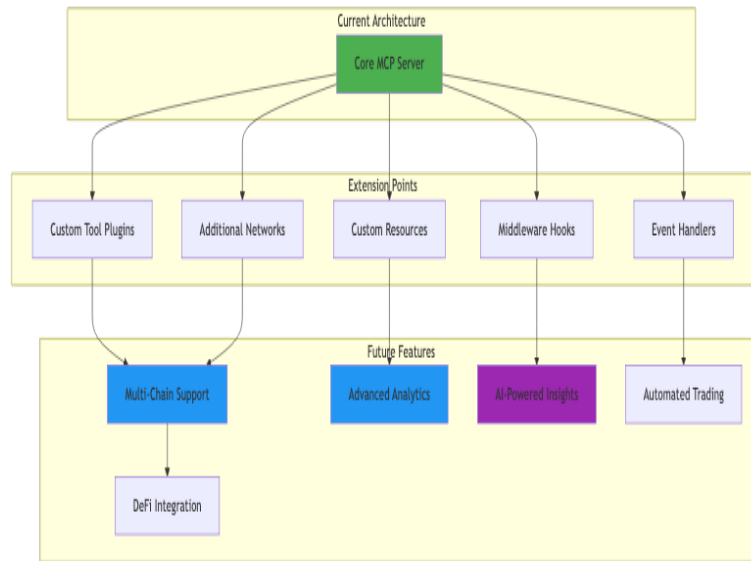 Current Architecture
Core MCP Server
Extension Points
Custom Tool Plugins
Additional Networks
Custom Resources
Middleware Hooks
Event Handlers
Future Features
Multi-Chain Support
Advanced Analytics
AI-Powered Insights
Automated Trading
DeFi Integration